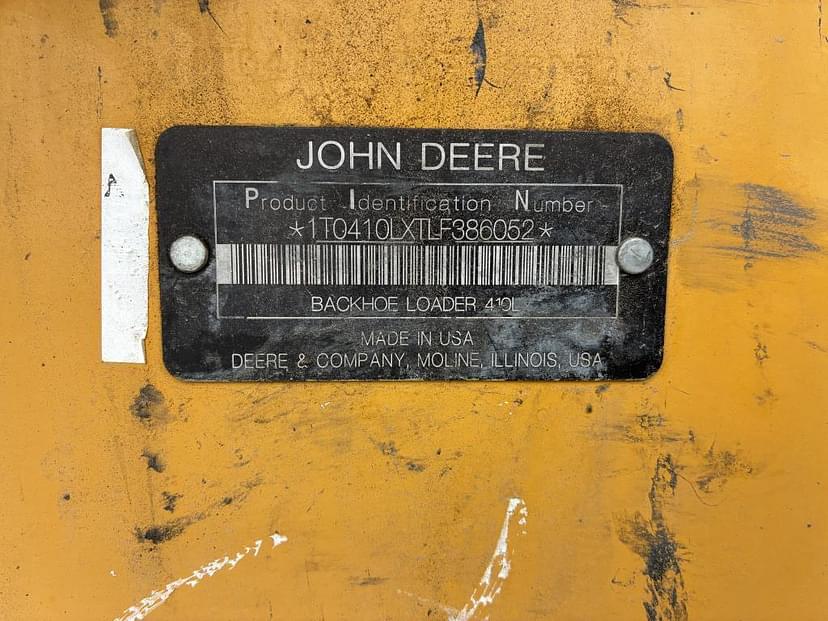 JOHN DEERE
Product Identification Number
*1T0410LXTLF386052*
BACKHOE LOADER 410L
MADE IN USA
DEERE & COMPANY, MOLINE, ILLINOIS, USA